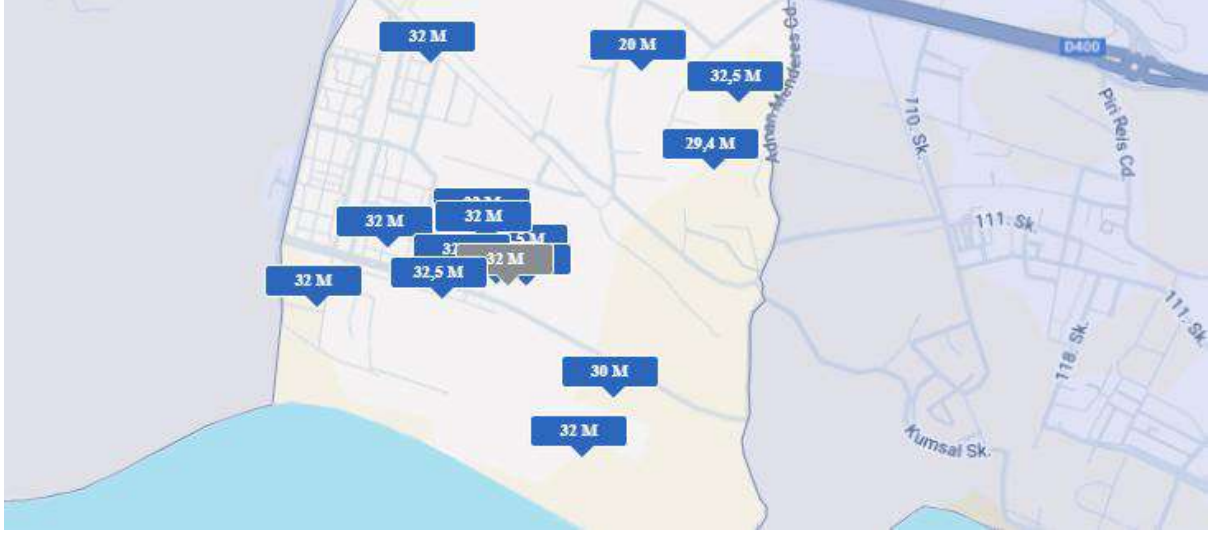 32 M
20 M
D400
32,5 M
Adnan Menderes Cd.
Piri Reis Cd.
110. Sk.
29,4 M
32 M
32 M
111. Sk.
32 M
32,5 M
32 M
111. Sk.
118. Sk.
30 M
32 M
Kumsal Sk.